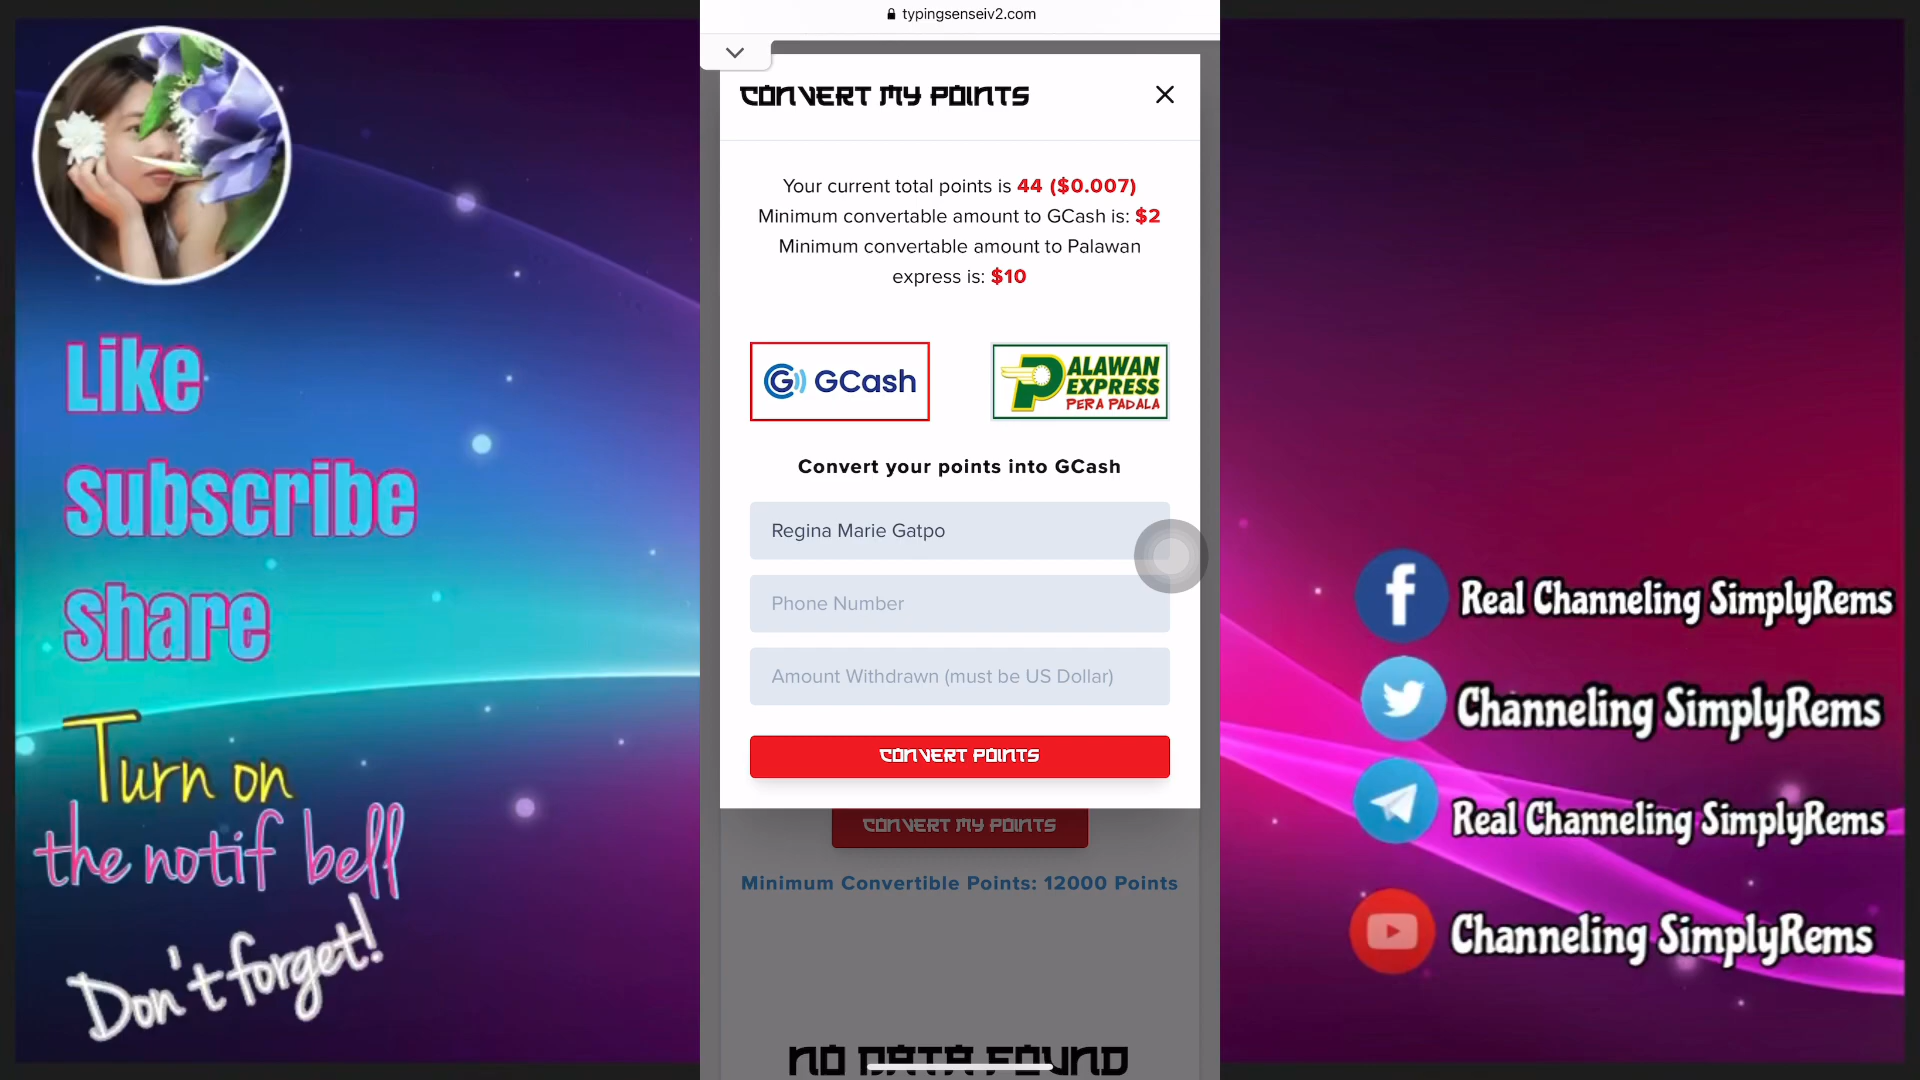 typingsenseiv2.com
CONVERT MY POINTS
Your current total points is 44 ($0.007)
Minimum convertable amount to GCash is: $2
Minimum convertable amount to Palawan
express is: $10
GCash
PALAWAN
EXPRESS
PERA PADALA
Convert your points into GCash
Regina Marie Gatpo
Phone Number
Amount Withdrawn (must be US Dollar)
CONVERT POINTS
CONVERT MY POINTS
Minimum Convertible Points: 12000 Points
NO DATA FOUND
Like
Subscribe
Share
Turn on
the notif bell
Don't forget!
Real Channeling SimplyRems
Channeling SimplyRems
Real Channeling SimplyRems
Channeling SimplyRems